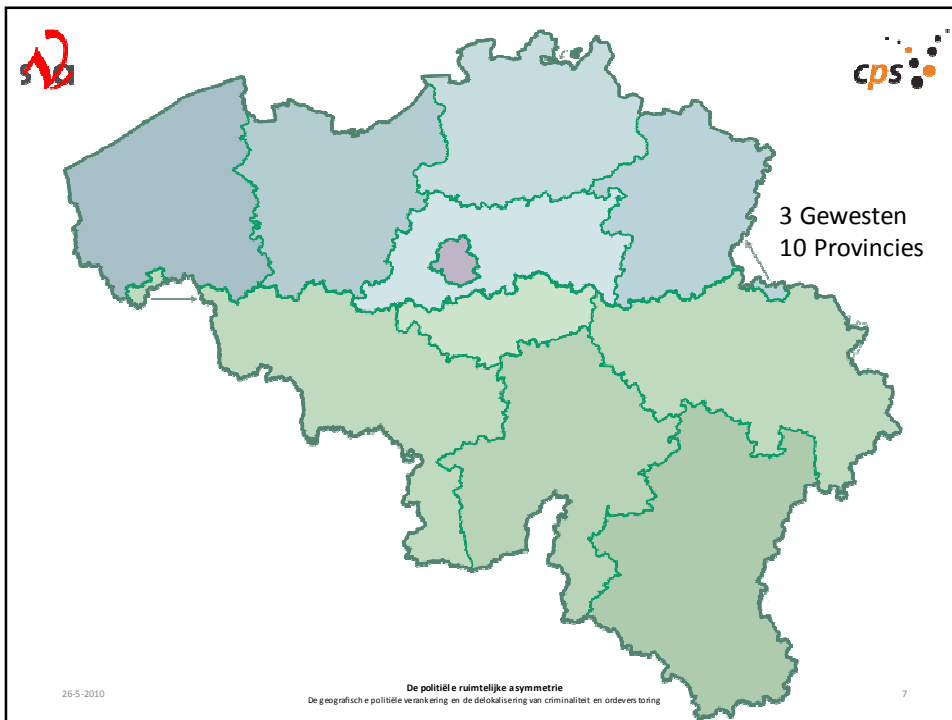 sva
cps
3 Gewesten
10 Provincies
26-5-2010
De politiële ruimtelijke asymmetrie
De geografische politiële verankering en de delokalisering van criminaliteit en ordeverstoring
7